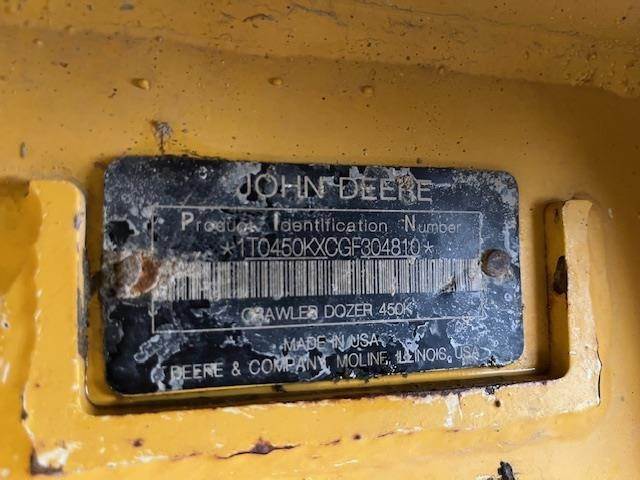 JOHN DEERE
Product Identification Number
*1T0450KXCGF304810*
CRAWLER DOZER 450K
MADE IN USA
DEERE & COMPANY MOLINE, ILLINOIS, USA